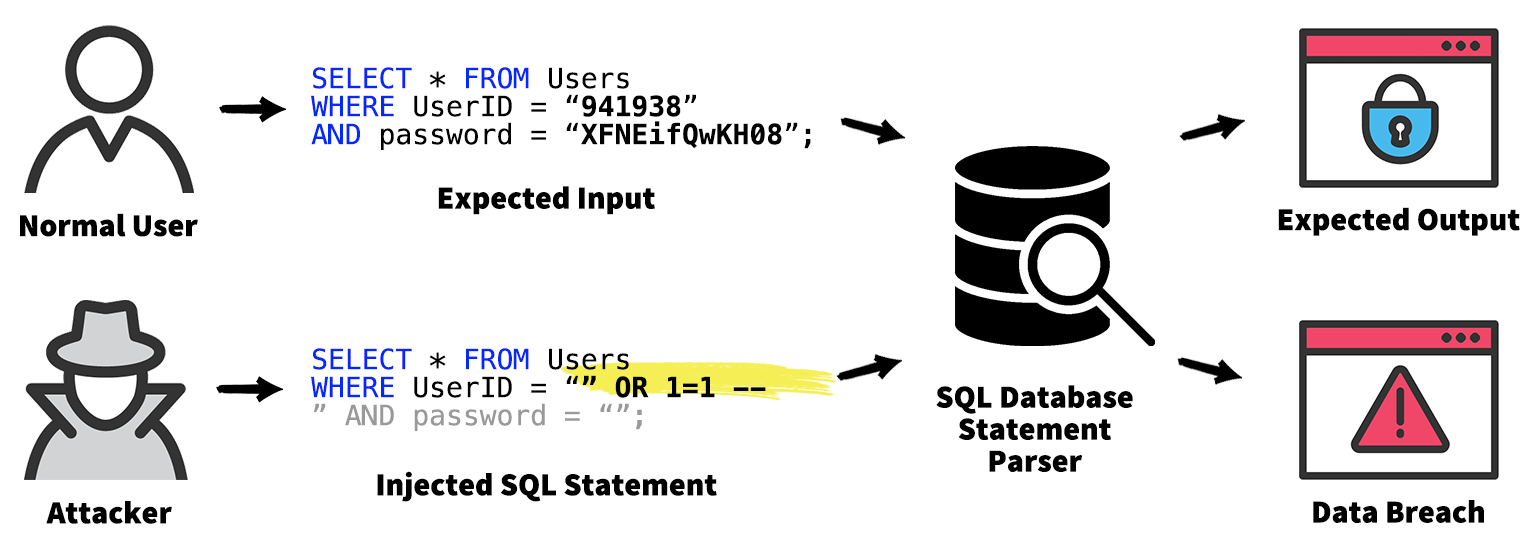 SELECT * FROM Users
WHERE UserID = “941938”
AND password = “XFNEifQwKH08”;
Expected Input
Normal User
Expected Output
SELECT * FROM Users
WHERE UserID = “” OR 1=1 --
” AND password = “”;
Injected SQL Statement
Attacker
SQL Database
Statement
Parser
Data Breach